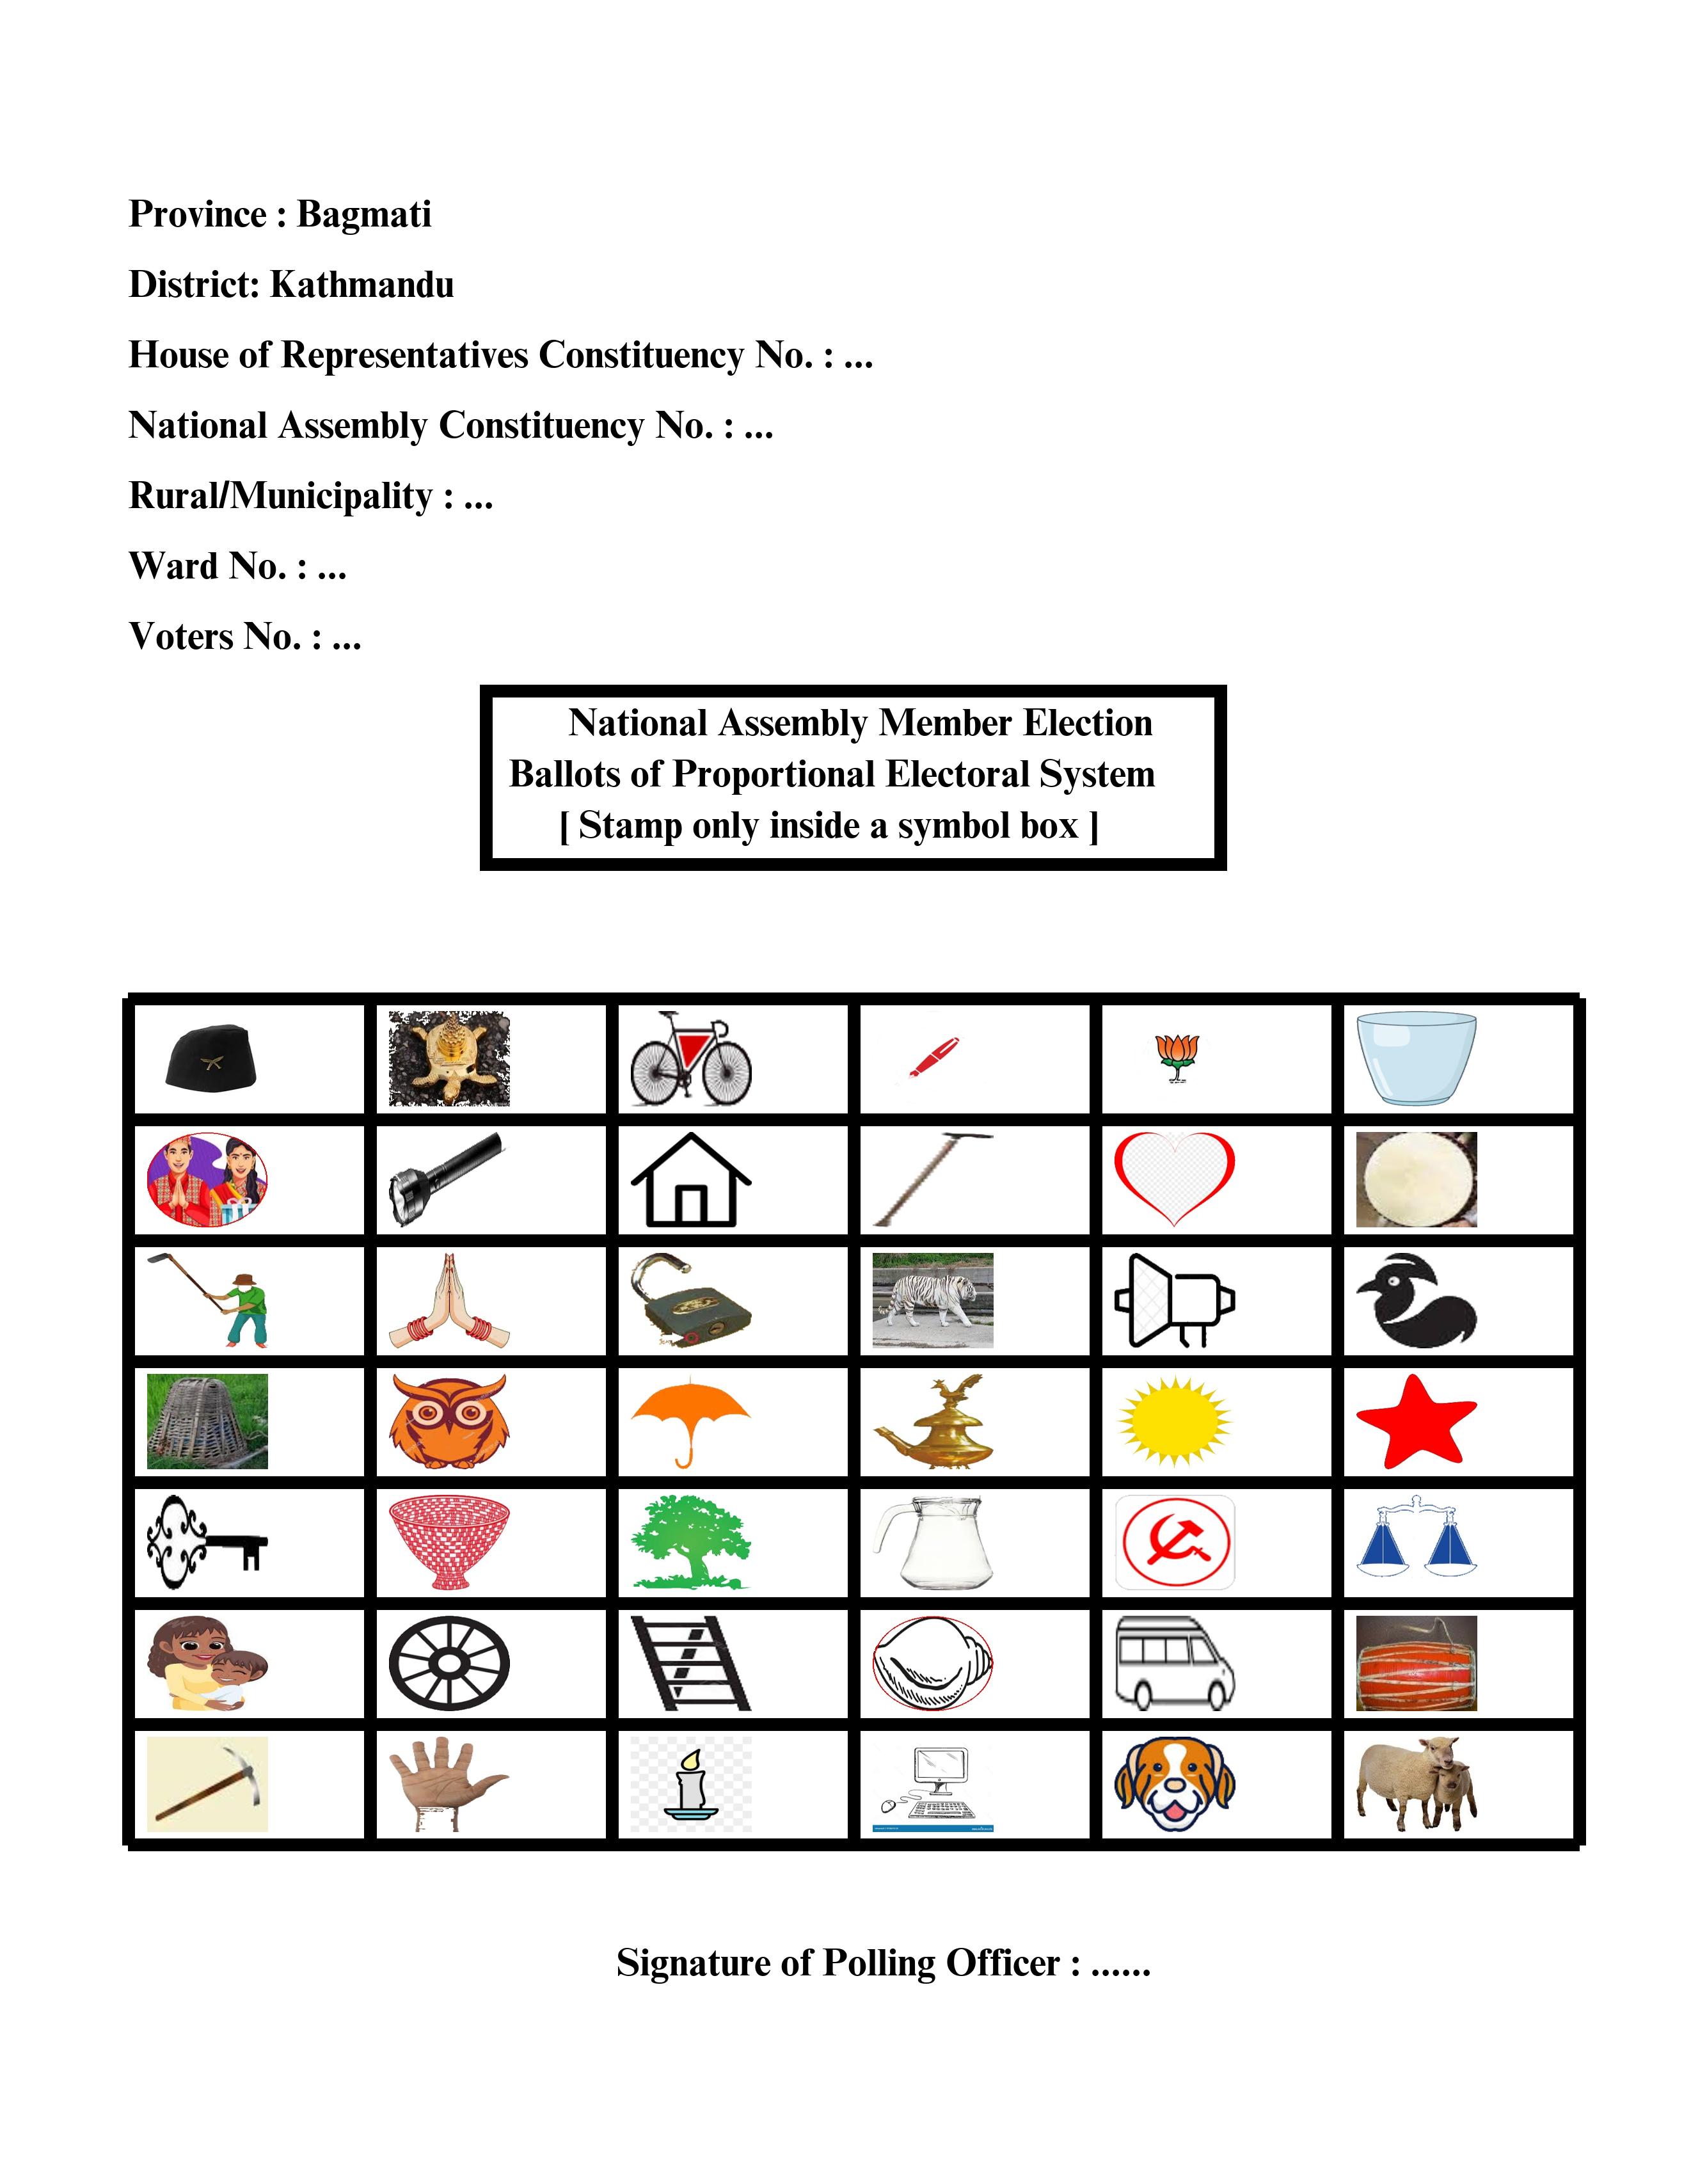 Province : Bagmati
District: Kathmandu
House of Representatives Constituency No. : ...
National Assembly Constituency No. : ...
Rural/Municipality : ...
Ward No. : ...
Voters No. : ...
National Assembly Member Election
Ballots of Proportional Electoral System
[ Stamp only inside a symbol box ]
Signature of Polling Officer : ......